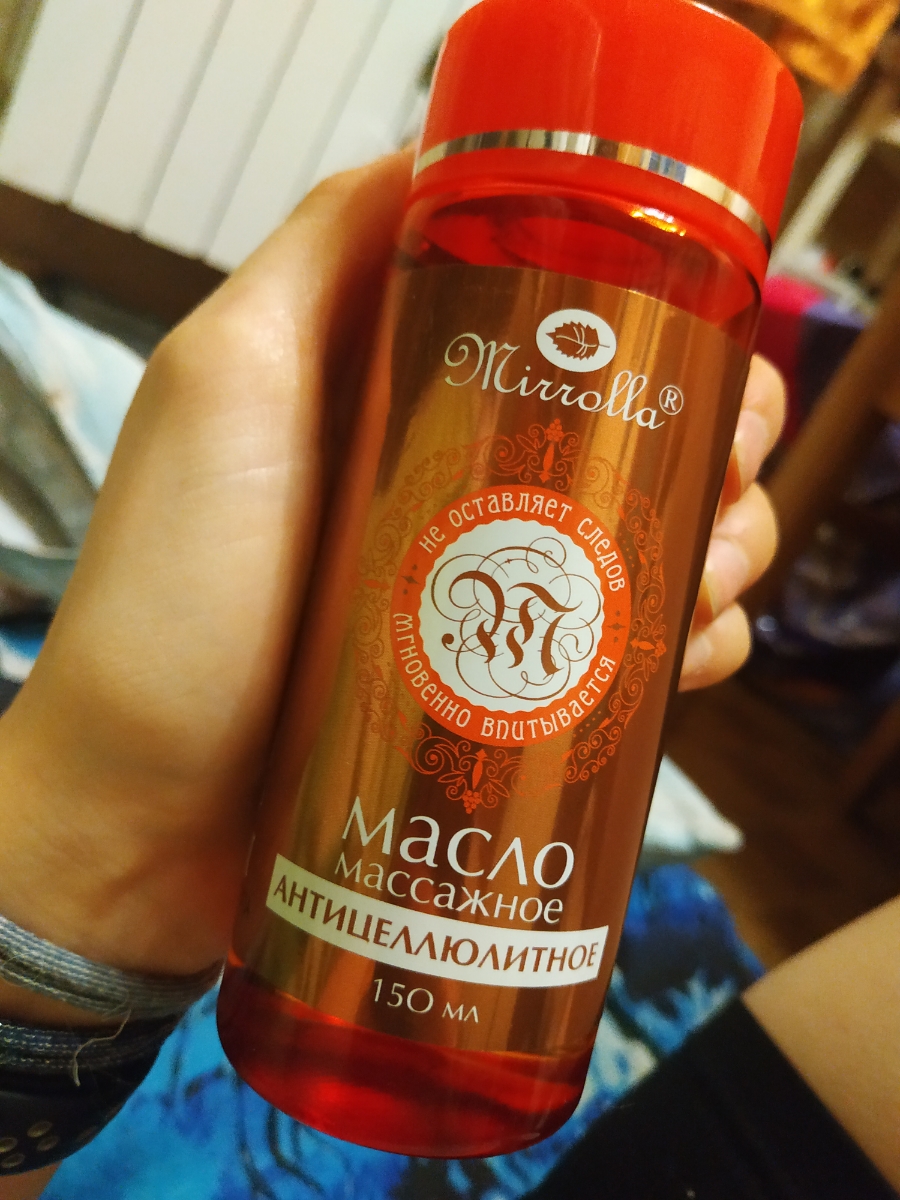 Mirrolla®
не оставляет следов
мгновенно впитывается
М
Масло
массажное
АНТИЦЕЛЛЮЛИТНОЕ
150 мл